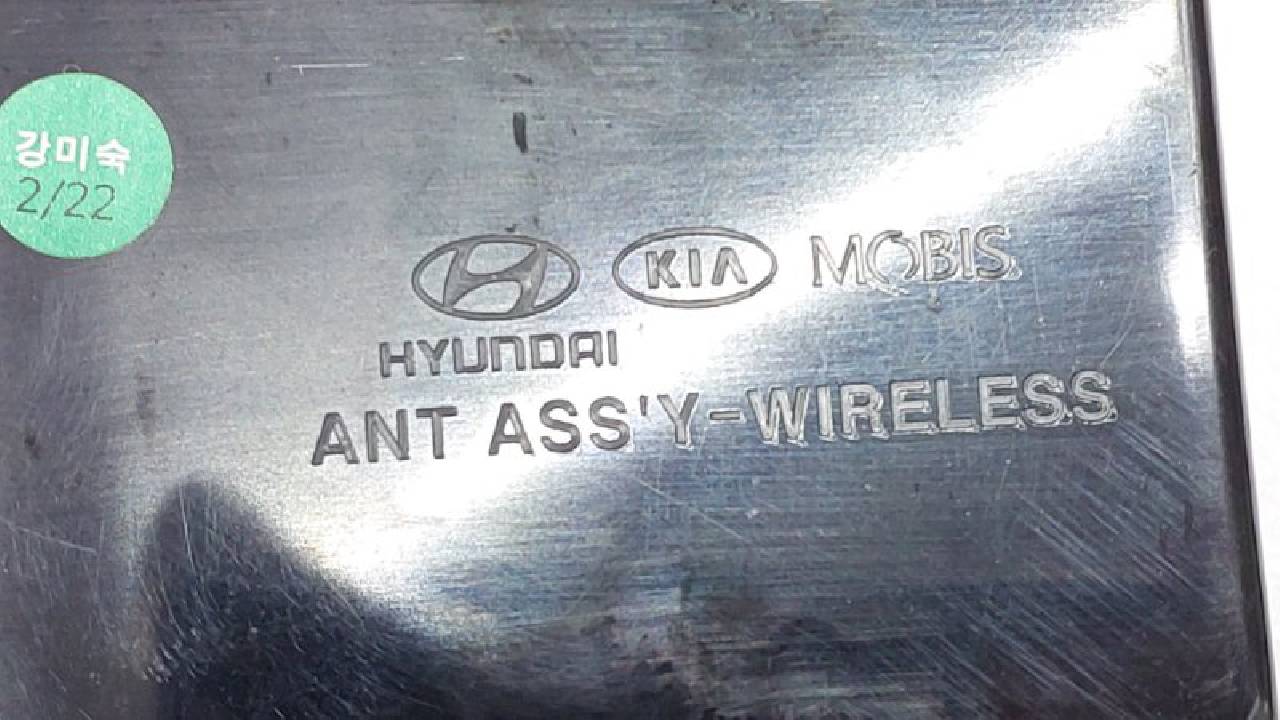 강미숙
2/22
KIA MOBIS
HYUNDAI
ANT ASS'Y-WIRELESS